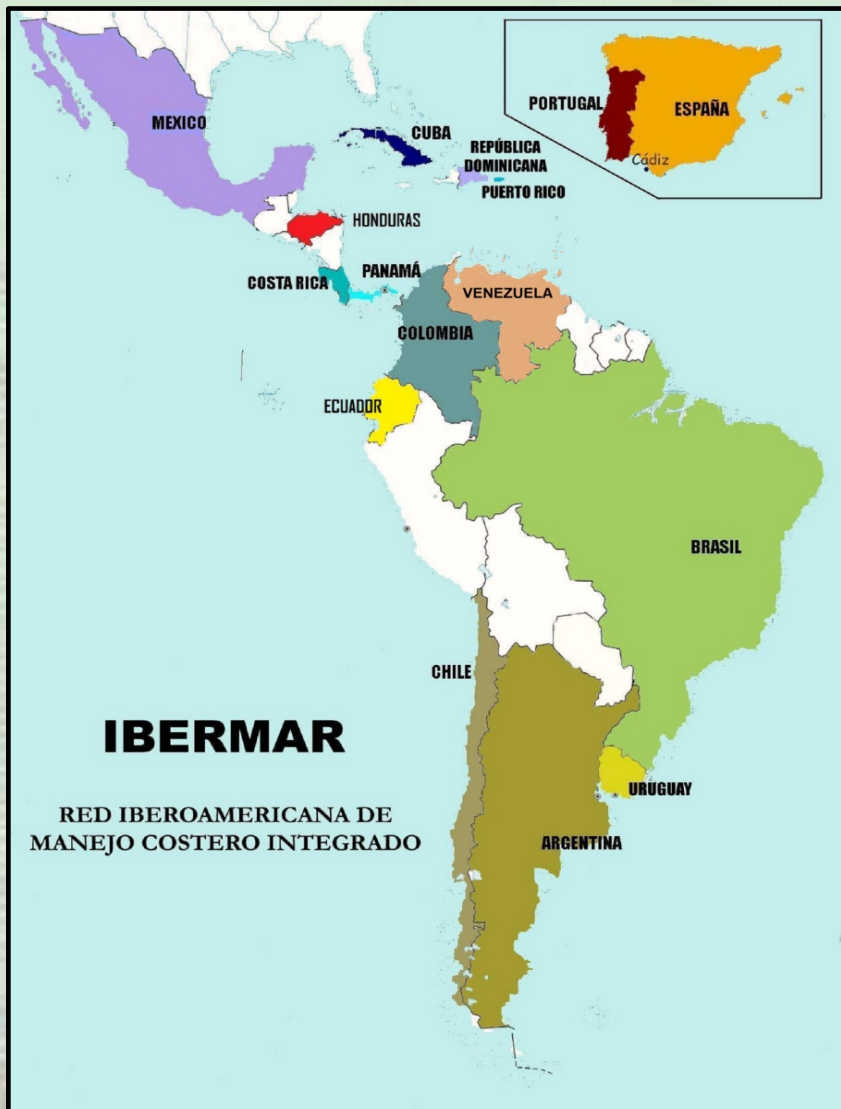 MEXICO
CUBA
REPÚBLICA
DOMINICANA
PUERTO RICO
HONDURAS
COSTA RICA
PANAMÁ
VENEZUELA
COLOMBIA
ECUADOR
BRASIL
CHILE
URUGUAY
ARGENTINA
PORTUGAL
ESPAÑA
Cádiz
IBERMAR
RED IBEROAMERICANA DE
MANEJO COSTERO INTEGRADO